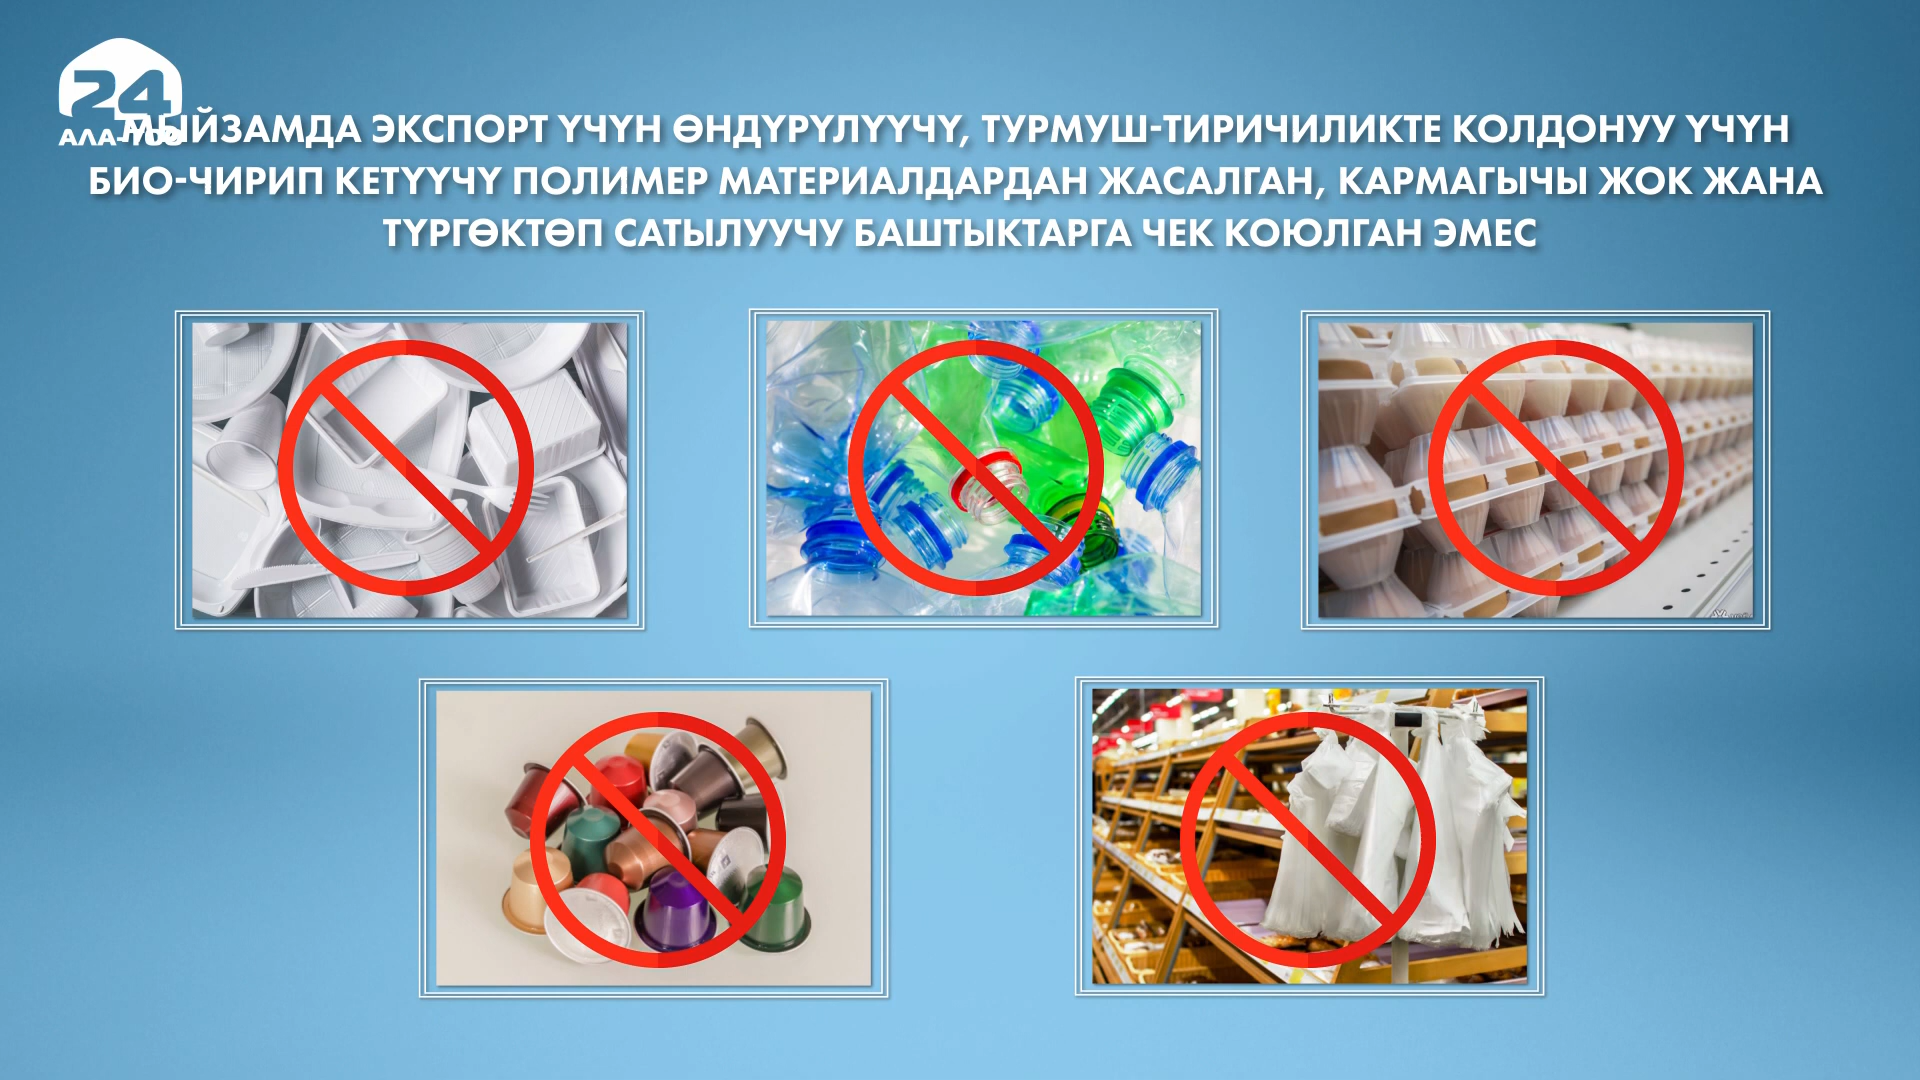 24
АЛА-ТОО
МЫЙЗАМДА ЭКСПОРТ ҮЧҮН ӨНДҮРҮЛҮҮЧҮ, ТУРМУШ-ТИРИЧИЛИКТЕ КОЛДОНУУ ҮЧҮН
БИО-ЧИРИП КЕТҮҮЧҮ ПОЛИМЕР МАТЕРИАЛДАРДАН ЖАСАЛГАН, КАРМАГЫЧЫ ЖОК ЖАНА
ТҮРГӨКТӨП САТЫЛУУЧУ БАШТЫКТАРГА ЧЕК КОЮЛГАН ЭМЕС